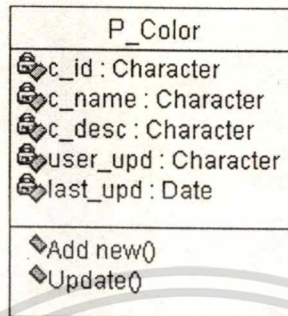 P_Color
c_id : Character
c_name : Character
c_desc : Character
user_upd : Character
last_upd : Date
Add new()
Update()